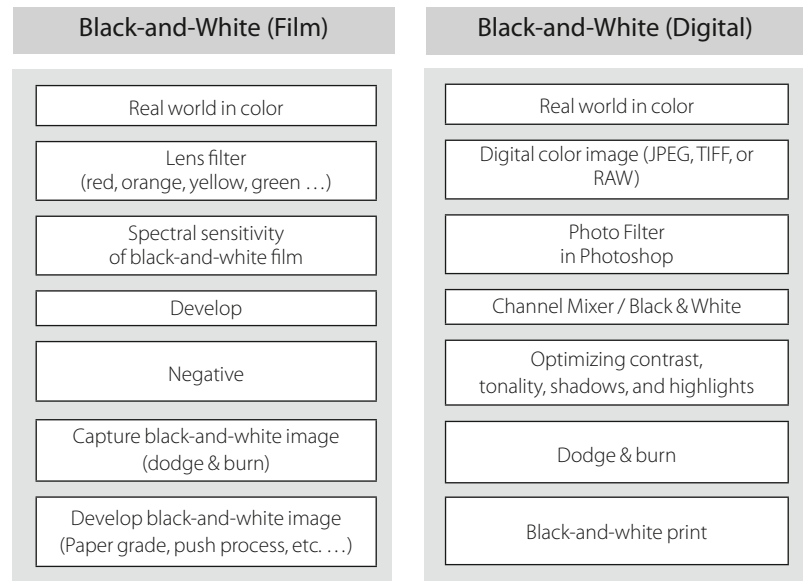 Black-and-White (Film)
Real world in color
Lens filter
(red, orange, yellow, green …)
Spectral sensitivity
of black-and-white film
Develop
Negative
Capture black-and-white image
(dodge & burn)
Develop black-and-white image
(Paper grade, push process, etc. …)
Black-and-White (Digital)
Real world in color
Digital color image (JPEG, TIFF, or
RAW)
Photo Filter
in Photoshop
Channel Mixer / Black & White
Optimizing contrast,
tonality, shadows, and highlights
Dodge & burn
Black-and-white print